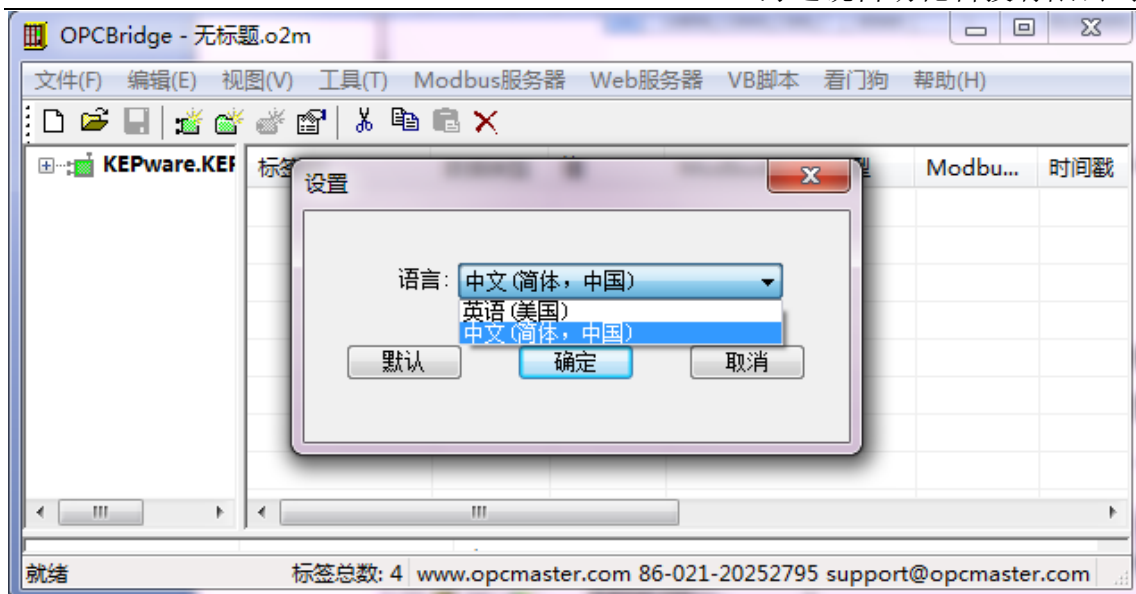 OPCBridge - 无标题.o2m
文件(F) 编辑(E) 视图(V) 工具(T) Modbus服务器 Web服务器 VB脚本 看门狗 帮助(H)
KEPware.KEP 标签 型 Modbu... 时间戳
设置
语言: 中文(简体，中国)
英语(美国)
中文(简体，中国)
默认 确定 取消
就绪 标签总数: 4 www.opcmaster.com 86-021-20252795 support@opcmaster.com